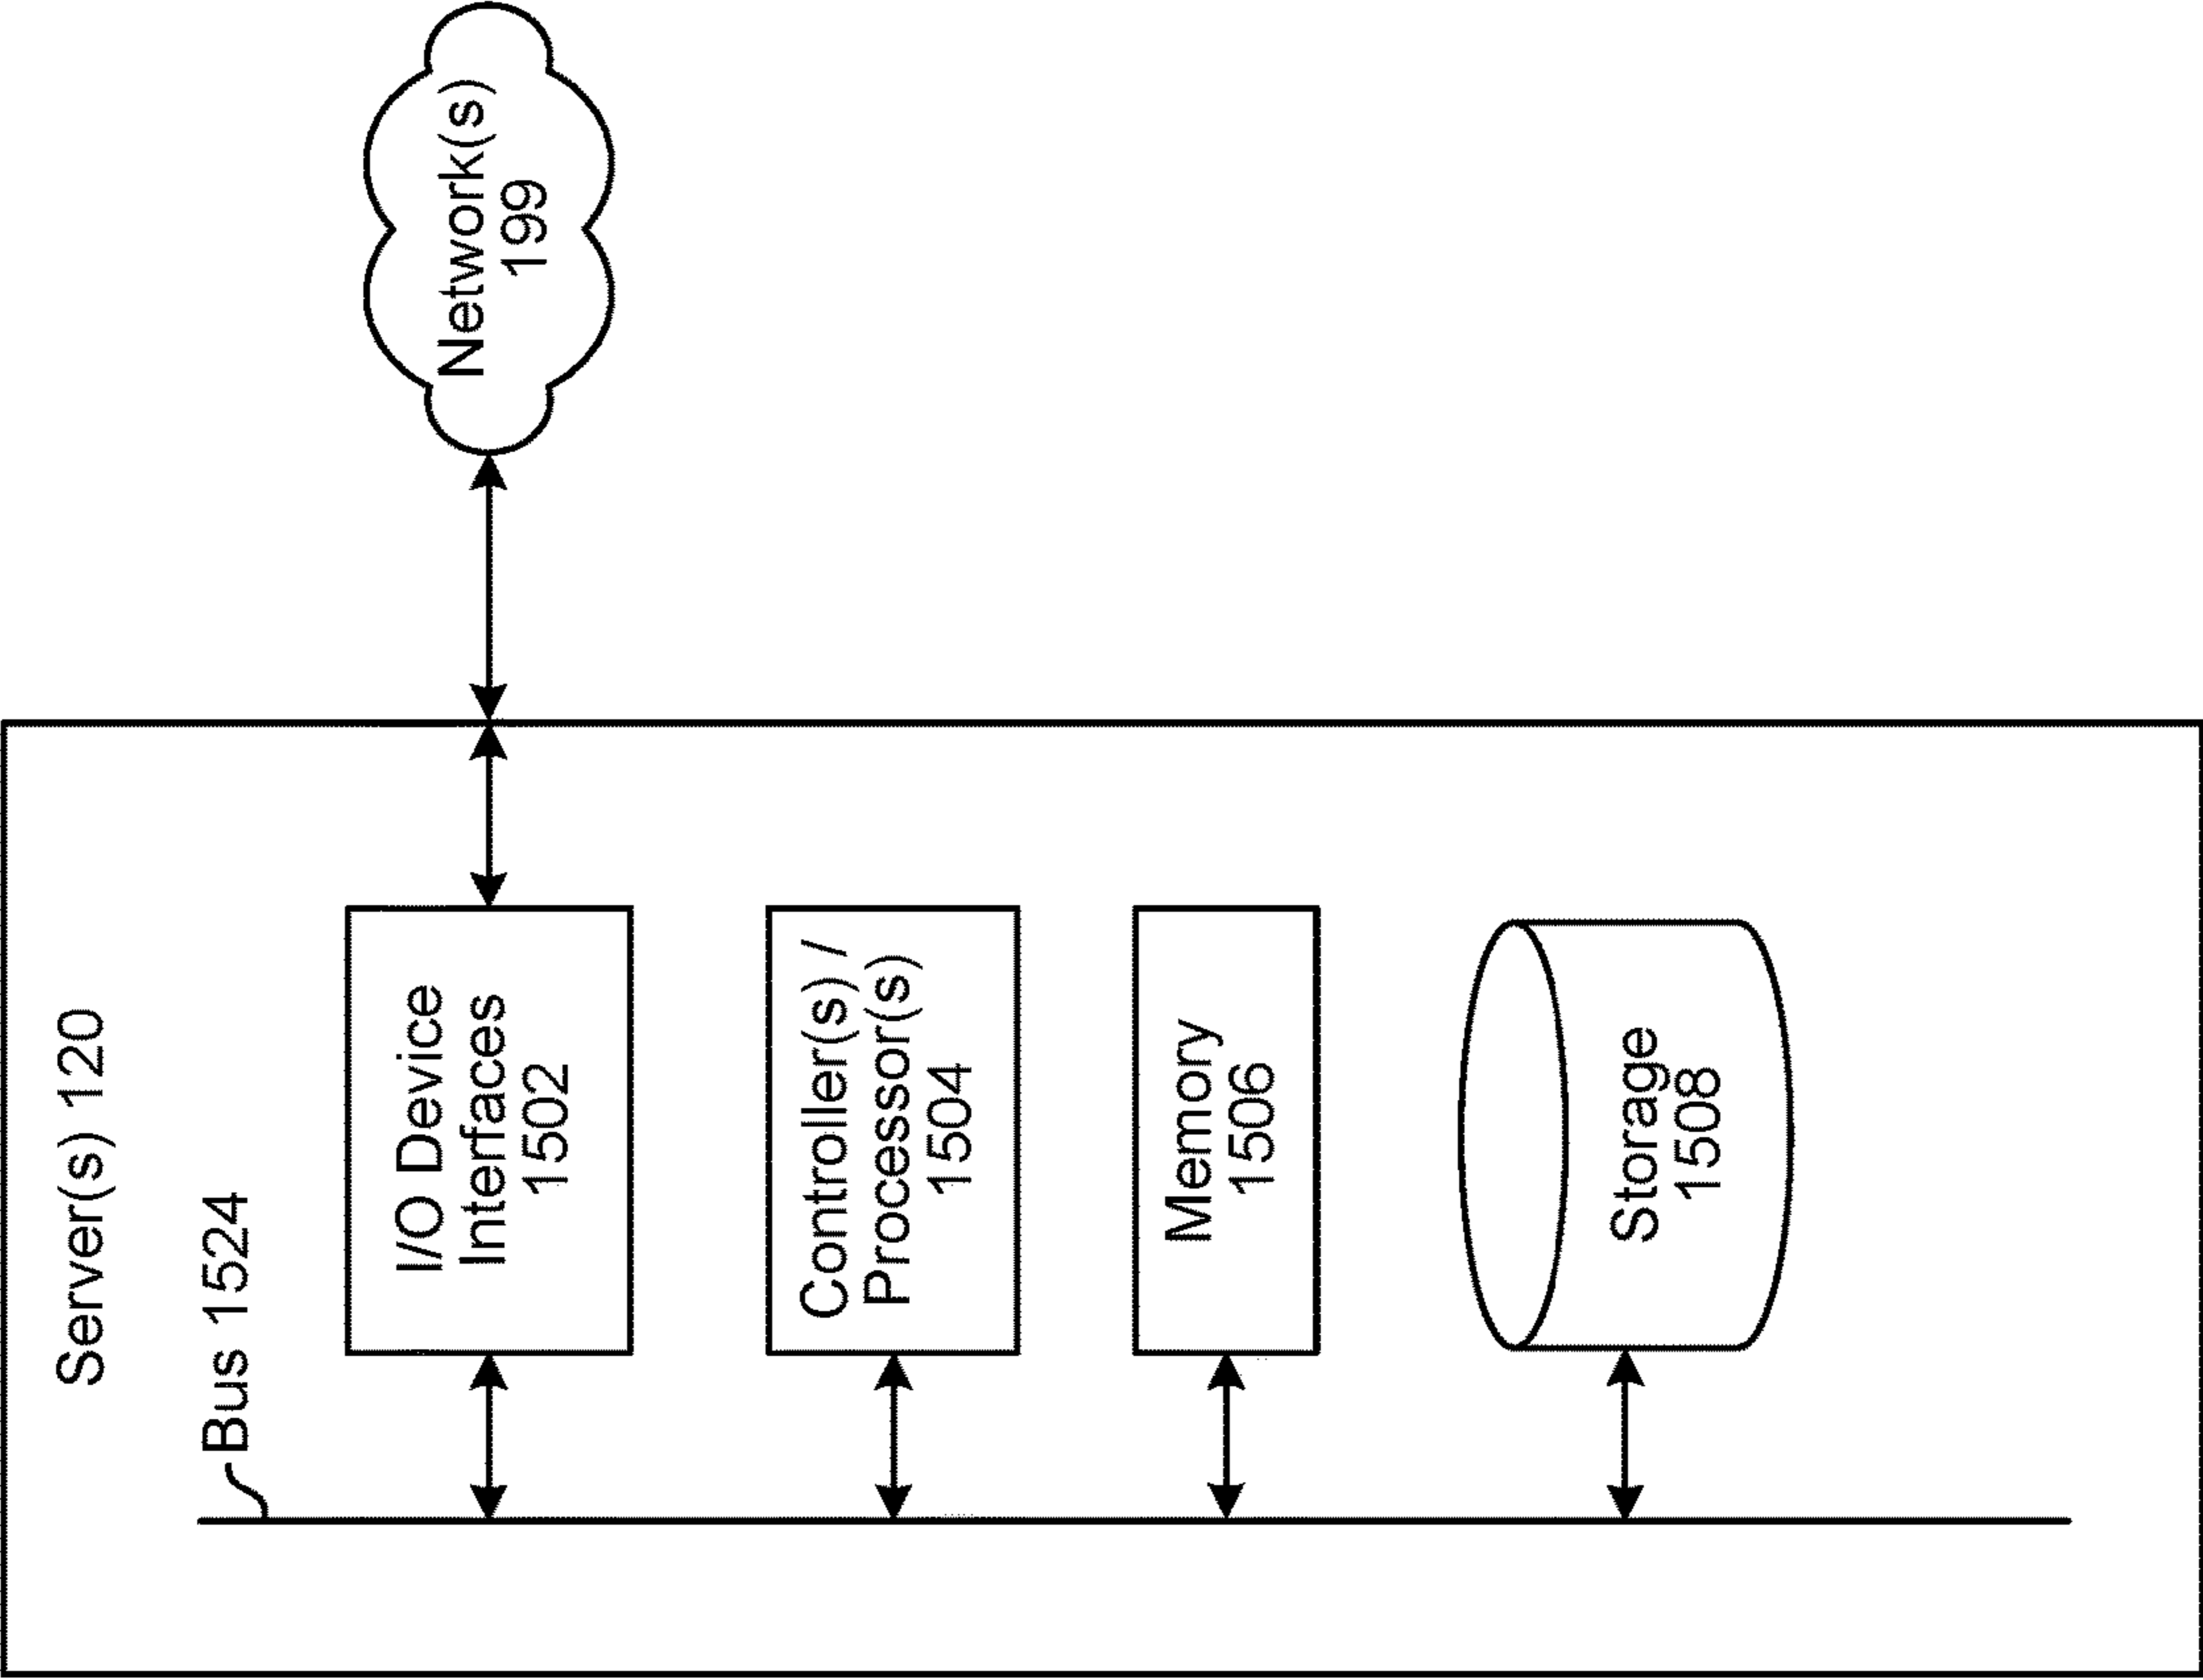 Server(s) 120
Bus 1524
I/O Device
Interfaces
1502
Network(s)
199
Controller(s) /
Processor(s)
1504
Memory
1506
Storage
1508